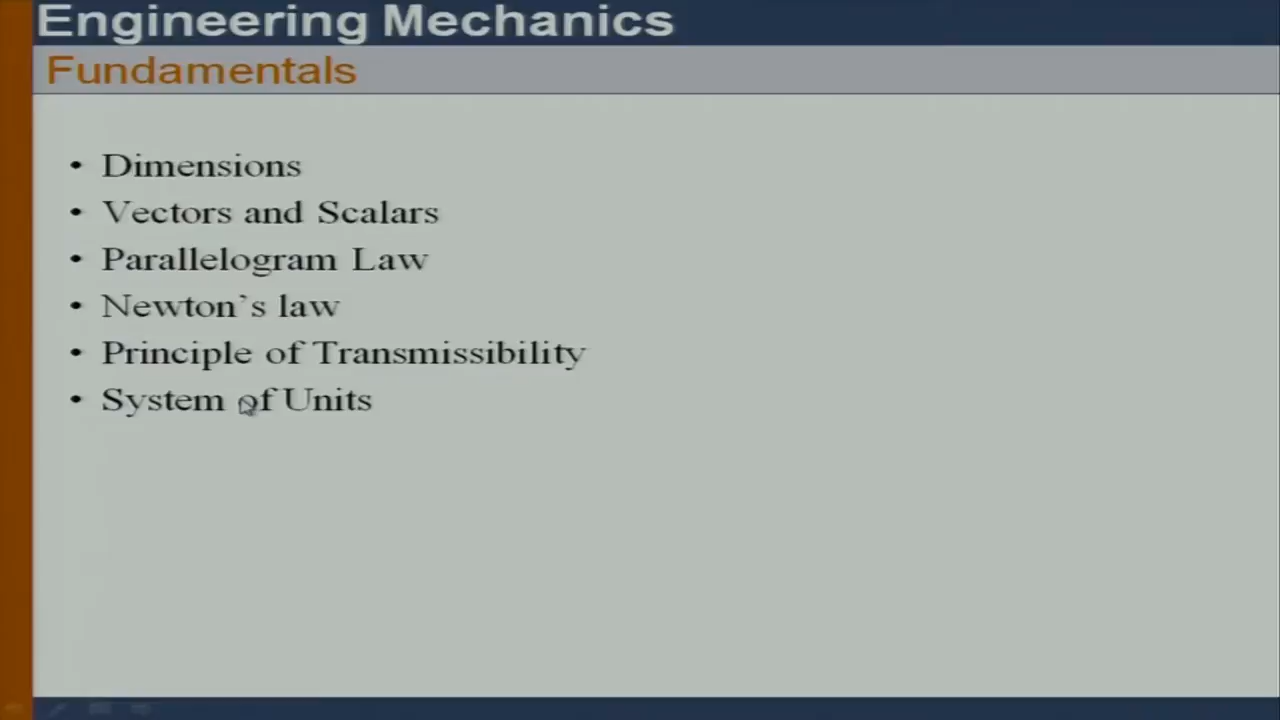 Engineering Mechanics
Fundamentals
• Dimensions
• Vectors and Scalars
• Parallelogram Law
• Newton's law
• Principle of Transmissibility
• System of Units